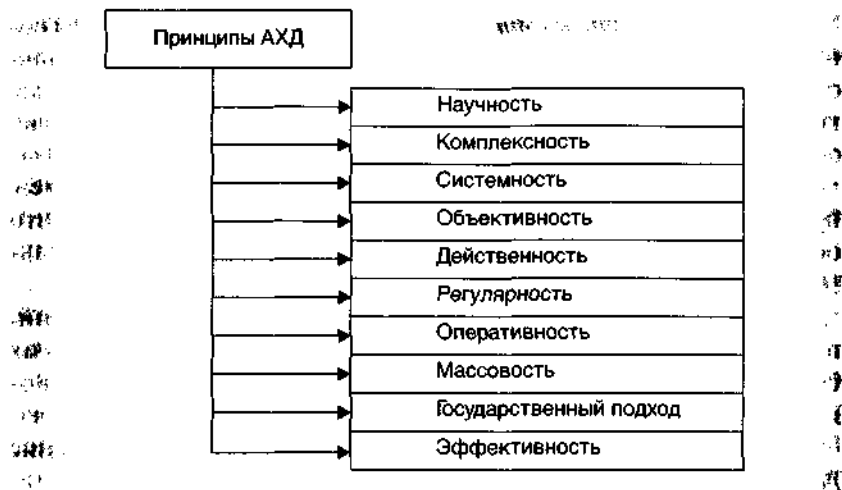 Принципы АХД
Научность
Комплексность
Системность
Объективность
Действенность
Регулярность
Оперативность
Массовость
Государственный подход
Эффективность